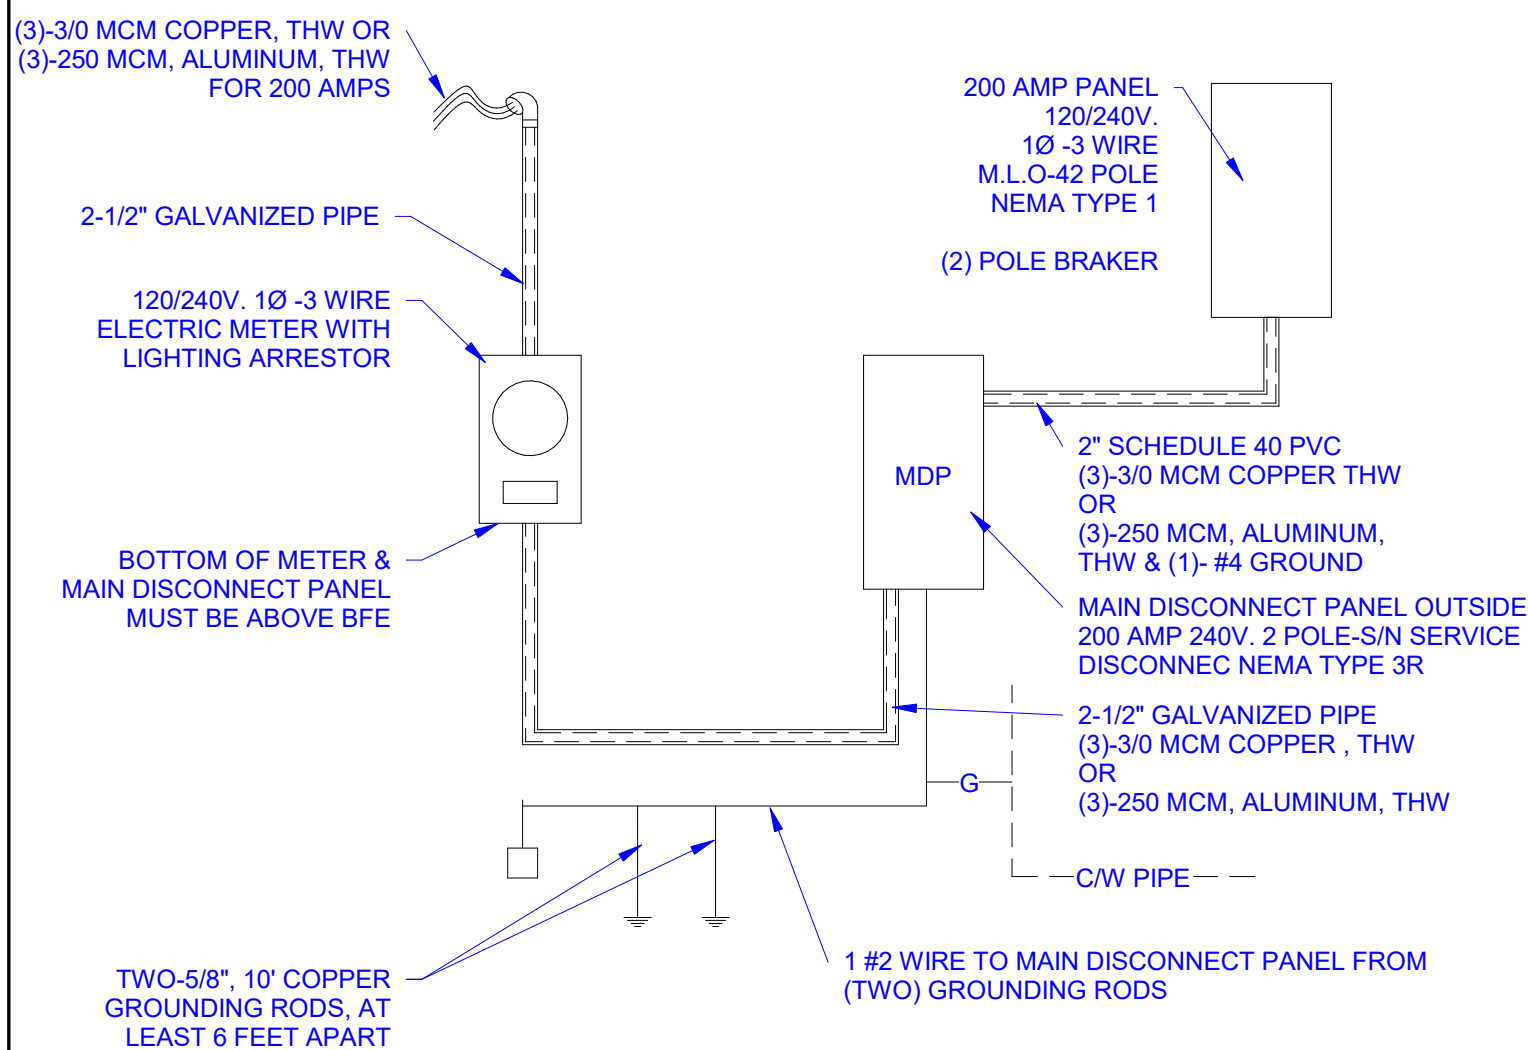 (3)-3/0 MCM COPPER, THW OR
(3)-250 MCM, ALUMINUM, THW
FOR 200 AMPS
2-1/2" GALVANIZED PIPE
120/240V. 1Ø -3 WIRE
ELECTRIC METER WITH
LIGHTING ARRESTOR
BOTTOM OF METER &
MAIN DISCONNECT PANEL
MUST BE ABOVE BFE
200 AMP PANEL
120/240V.
1Ø -3 WIRE
M.L.O-42 POLE
NEMA TYPE 1
(2) POLE BRAKER
MDP
2" SCHEDULE 40 PVC
(3)-3/0 MCM COPPER THW
OR
(3)-250 MCM, ALUMINUM,
THW & (1)- #4 GROUND
MAIN DISCONNECT PANEL OUTSIDE
200 AMP 240V. 2 POLE-S/N SERVICE
DISCONNEC NEMA TYPE 3R
2-1/2" GALVANIZED PIPE
(3)-3/0 MCM COPPER , THW
OR
(3)-250 MCM, ALUMINUM, THW
G
C/W PIPE
TWO-5/8", 10' COPPER
GROUNDING RODS, AT
LEAST 6 FEET APART
1 #2 WIRE TO MAIN DISCONNECT PANEL FROM
(TWO) GROUNDING RODS